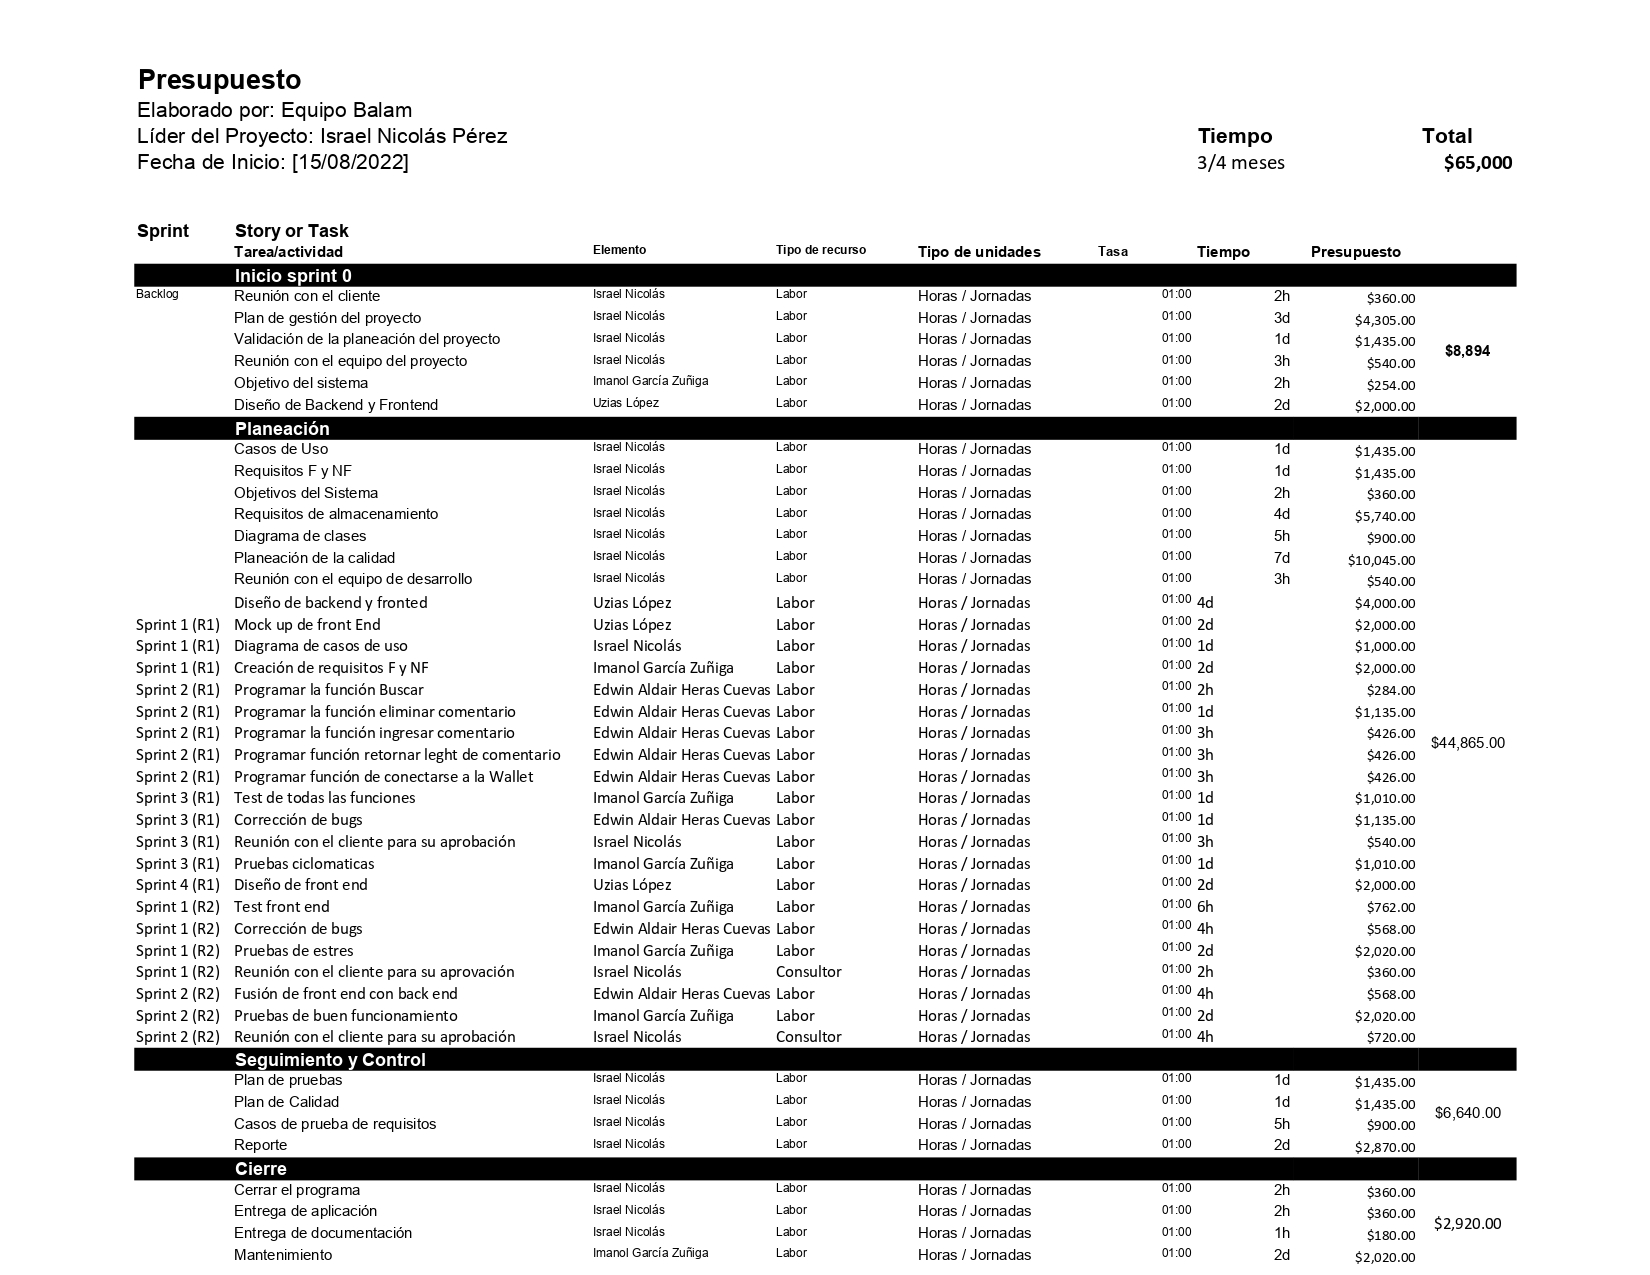 Presupuesto
Elaborado por: Equipo Balam
Líder del Proyecto: Israel Nicolás Pérez Tiempo Total
Fecha de Inicio: [15/08/2022] 3/4 meses $65,000
Sprint Story or Task
Tarea/actividad Elemento Tipo de recurso Tipo de unidades Tasa Tiempo Presupuesto
Inicio sprint 0
Backlog Reunión con el cliente Israel Nicolás Labor Horas / Jornadas 01:00 2h $360.00
Plan de gestión del proyecto Israel Nicolás Labor Horas / Jornadas 01:00 3d $4,305.00
Validación de la planeación del proyecto Israel Nicolás Labor Horas / Jornadas 01:00 1d $1,435.00
$8,894
Reunión con el equipo del proyecto Israel Nicolás Labor Horas / Jornadas 01:00 3h $540.00
Objetivo del sistema Imanol García Zuñiga Labor Horas / Jornadas 01:00 2h $254.00
Diseño de Backend y Frontend Uzias López Labor Horas / Jornadas 01:00 2d $2,000.00
Planeación
Casos de Uso Israel Nicolás Labor Horas / Jornadas 01:00 1d $1,435.00
Requisitos F y NF Israel Nicolás Labor Horas / Jornadas 01:00 1d $1,435.00
Objetivos del Sistema Israel Nicolás Labor Horas / Jornadas 01:00 2h $360.00
Requisitos de almacenamiento Israel Nicolás Labor Horas / Jornadas 01:00 4d $5,740.00
Diagrama de clases Israel Nicolás Labor Horas / Jornadas 01:00 5h $900.00
Planeación de la calidad Israel Nicolás Labor Horas / Jornadas 01:00 7d $10,045.00
Reunión con el equipo de desarrollo Israel Nicolás Labor Horas / Jornadas 01:00 3h $540.00
Diseño de backend y fronted Uzias López Labor Horas / Jornadas 01:00 4d $4,000.00
Sprint 1 (R1) Mock up de front End Uzias López Labor Horas / Jornadas 01:00 2d $2,000.00
Sprint 1 (R1) Diagrama de casos de uso Israel Nicolás Labor Horas / Jornadas 01:00 1d $1,000.00
Sprint 1 (R1) Creación de requisitos F y NF Imanol García Zuñiga Labor Horas / Jornadas 01:00 2d $2,000.00
Sprint 2 (R1) Programar la función Buscar Edwin Aldair Heras Cuevas Labor Horas / Jornadas 01:00 2h $284.00
Sprint 2 (R1) Programar la función eliminar comentario Edwin Aldair Heras Cuevas Labor Horas / Jornadas 01:00 1d $1,135.00
Sprint 2 (R1) Programar la función ingresar comentario Edwin Aldair Heras Cuevas Labor Horas / Jornadas 01:00 3h $426.00
$44,865.00
Sprint 2 (R1) Programar función retornar leght de comentario Edwin Aldair Heras Cuevas Labor Horas / Jornadas 01:00 3h $426.00
Sprint 2 (R1) Programar función de conectarse a la Wallet Edwin Aldair Heras Cuevas Labor Horas / Jornadas 01:00 3h $426.00
Sprint 3 (R1) Test de todas las funciones Imanol García Zuñiga Labor Horas / Jornadas 01:00 1d $1,010.00
Sprint 3 (R1) Corrección de bugs Edwin Aldair Heras Cuevas Labor Horas / Jornadas 01:00 1d $1,135.00
Sprint 3 (R1) Reunión con el cliente para su aprobación Israel Nicolás Labor Horas / Jornadas 01:00 3h $540.00
Sprint 3 (R1) Pruebas ciclomaticas Imanol García Zuñiga Labor Horas / Jornadas 01:00 1d $1,010.00
Sprint 4 (R1) Diseño de front end Uzias López Labor Horas / Jornadas 01:00 2d $2,000.00
Sprint 1 (R2) Test front end Imanol García Zuñiga Labor Horas / Jornadas 01:00 6h $762.00
Sprint 1 (R2) Corrección de bugs Edwin Aldair Heras Cuevas Labor Horas / Jornadas 01:00 4h $568.00
Sprint 1 (R2) Pruebas de estres Imanol García Zuñiga Labor Horas / Jornadas 01:00 2d $2,020.00
Sprint 1 (R2) Reunión con el cliente para su aprovación Israel Nicolás Consultor Horas / Jornadas 01:00 2h $360.00
Sprint 2 (R2) Fusión de front end con back end Edwin Aldair Heras Cuevas Labor Horas / Jornadas 01:00 4h $568.00
Sprint 2 (R2) Pruebas de buen funcionamiento Imanol García Zuñiga Labor Horas / Jornadas 01:00 2d $2,020.00
Sprint 2 (R2) Reunión con el cliente para su aprobación Israel Nicolás Consultor Horas / Jornadas 01:00 4h $720.00
Seguimiento y Control
Plan de pruebas Israel Nicolás Labor Horas / Jornadas 01:00 1d $1,435.00
Plan de Calidad Israel Nicolás Labor Horas / Jornadas 01:00 1d $1,435.00
$6,640.00
Casos de prueba de requisitos Israel Nicolás Labor Horas / Jornadas 01:00 5h $900.00
Reporte Israel Nicolás Labor Horas / Jornadas 01:00 2d $2,870.00
Cierre
Cerrar el programa Israel Nicolás Labor Horas / Jornadas 01:00 2h $360.00
Entrega de aplicación Israel Nicolás Labor Horas / Jornadas 01:00 2h $360.00
$2,920.00
Entrega de documentación Israel Nicolás Labor Horas / Jornadas 01:00 1h $180.00
Mantenimiento Imanol García Zuñiga Labor Horas / Jornadas 01:00 2d $2,020.00